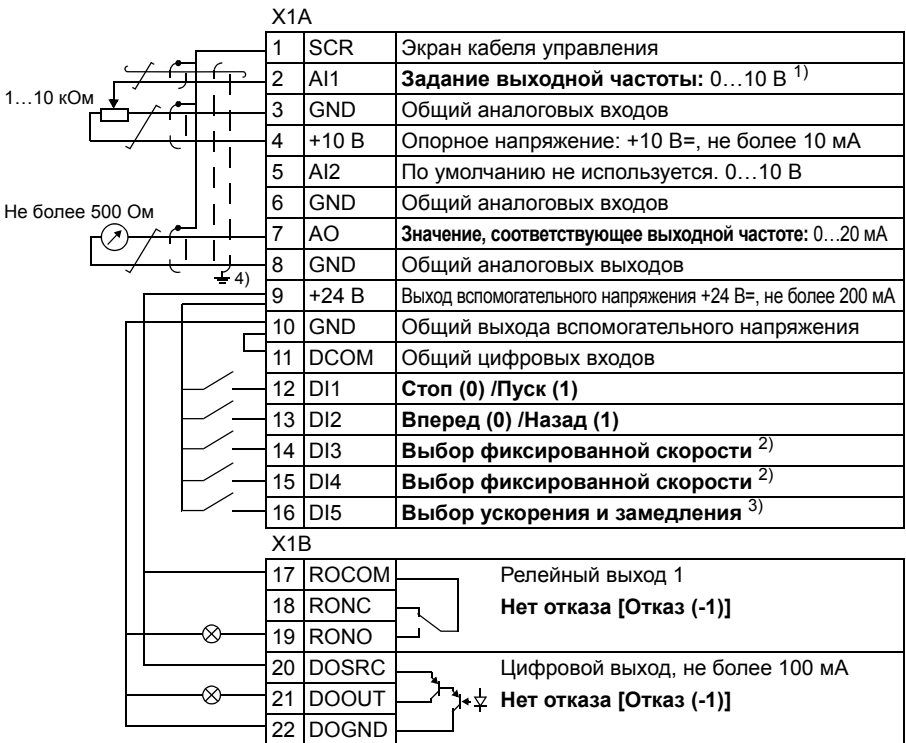 X1A
1 SCR Экран кабеля управления
2 AI1 Задание выходной частоты: 0…10 В 1)
1…10 кОм
3 GND Общий аналоговых входов
4 +10 В Опорное напряжение: +10 В=, не более 10 мА
5 AI2 По умолчанию не используется. 0…10 В
6 GND Общий аналоговых входов
Не более 500 Ом
7 AO Значение, соответствующее выходной частоте: 0…20 мА
8 GND Общий аналоговых выходов
4)
9 +24 В Выход вспомогательного напряжения +24 В=, не более 200 мА
10 GND Общий выхода вспомогательного напряжения
11 DCOM Общий цифровых входов
12 DI1 Стоп (0) /Пуск (1)
13 DI2 Вперед (0) /Назад (1)
14 DI3 Выбор фиксированной скорости 2)
15 DI4 Выбор фиксированной скорости 2)
16 DI5 Выбор ускорения и замедления 3)
X1B
17 ROCOM Релейный выход 1
18 RONC Нет отказа [Отказ (-1)]
19 RONO
20 DOSRC Цифровой выход, не более 100 мА
21 DOOUT Нет отказа [Отказ (-1)]
22 DOGND